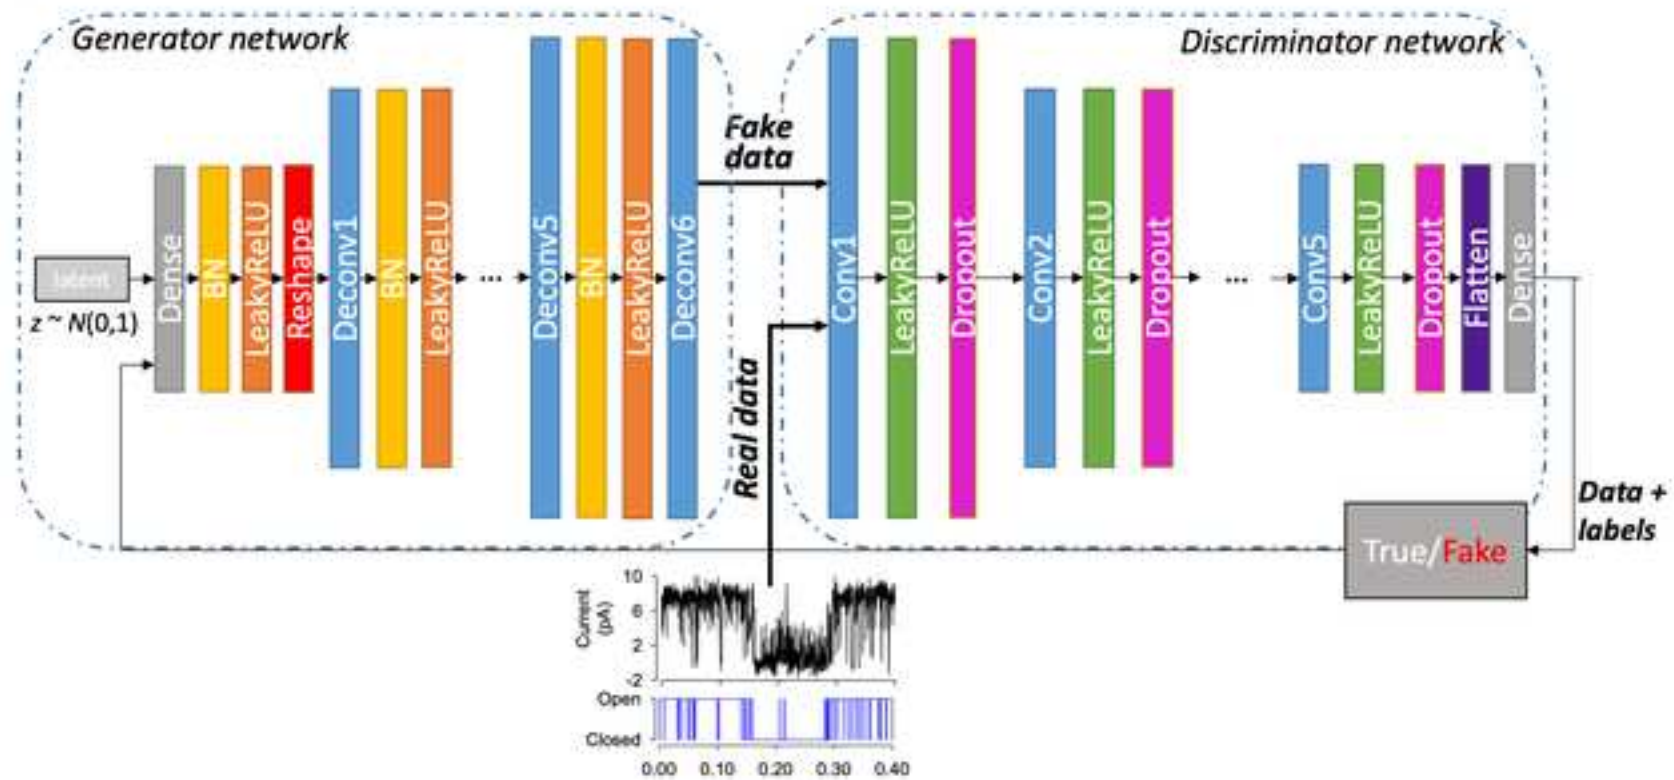 Generator network
Discriminator network
latent
z ~ N(0,1)
Dense
BN
LeakyReLU
Reshape
Deconv1
BN
LeakyReLU
...
Deconv5
BN
LeakyReLU
Deconv6
Fake
data
Real data
Conv1
LeakyReLU
Dropout
Conv2
LeakyReLU
Dropout
...
Conv5
LeakyReLU
Dropout
Flatten
Dense
Data +
labels
True/Fake
Current
(pA)
10
6
2
-2
Open
Closed
0.00 0.10 0.20 0.30 0.40